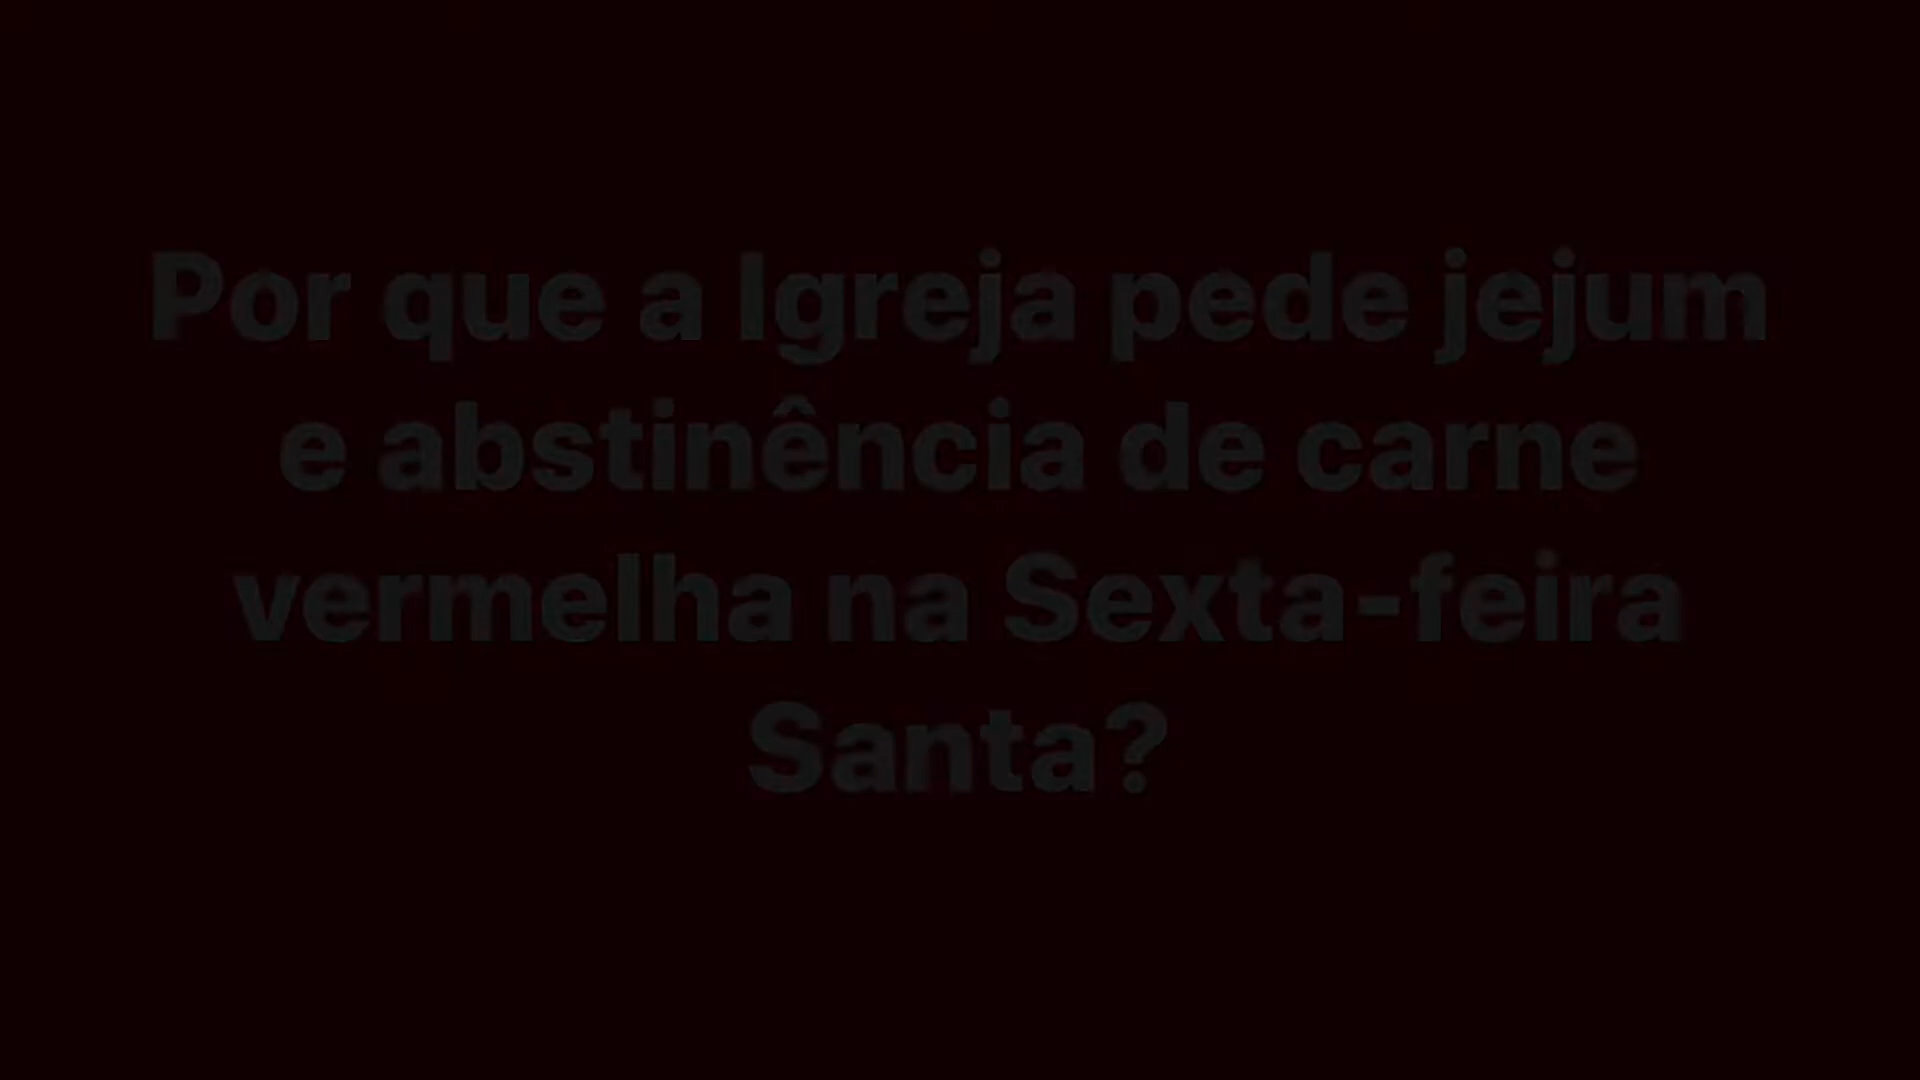 Por que a Igreja pede jejum
e abstinência de carne
vermelha na Sexta-feira
Santa?